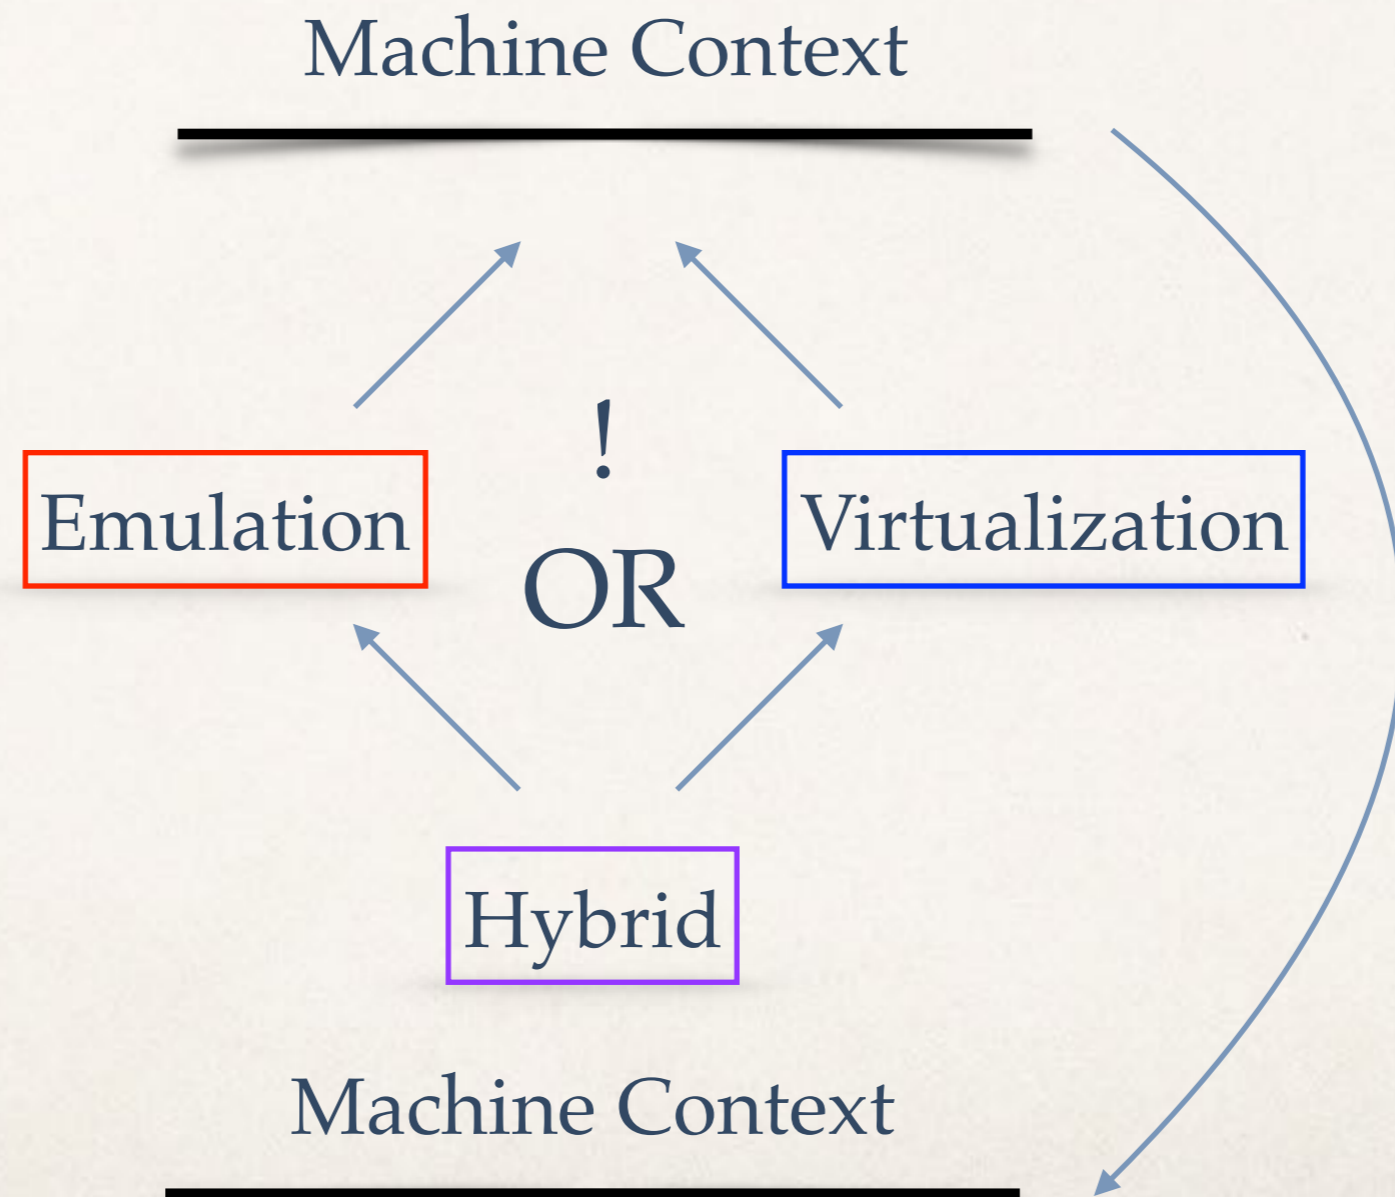 Machine Context
!
Emulation
Virtualization
OR
Hybrid
Machine Context